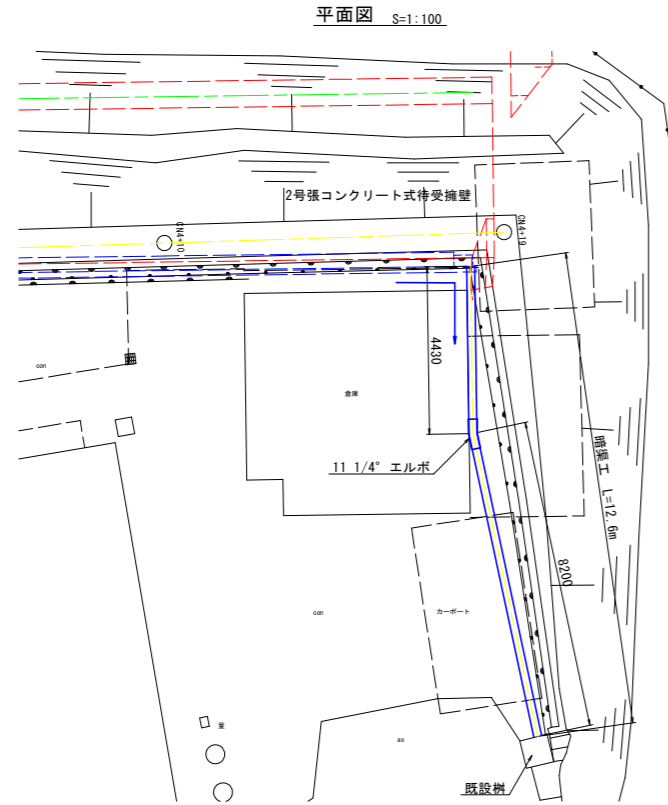 平面図 S=1:100
2号張コンクリート式待受擁壁
CN4+10
CN4+19
con
倉庫
4430
11 1/4° エルボ
暗渠工 L=12.6m
8200
con
カーポート
as
既設桝